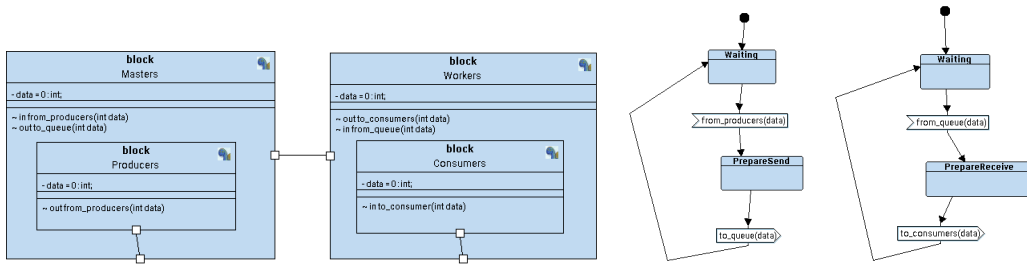 block
Masters
- data = 0 : int;
~ in from_producers(int data)
~ out to_queue(int data)
block
Producers
- data = 0 : int;
~ out from_producers(int data)
block
Workers
- data = 0 : int;
~ out to_consumers(int data)
~ in from_queue(int data)
block
Consumers
- data = 0 : int;
~ in to_consumer(int data)
Waiting
from_producers(data)
PrepareSend
to_queue(data)
Waiting
from_queue(data)
PrepareReceive
to_consumers(data)